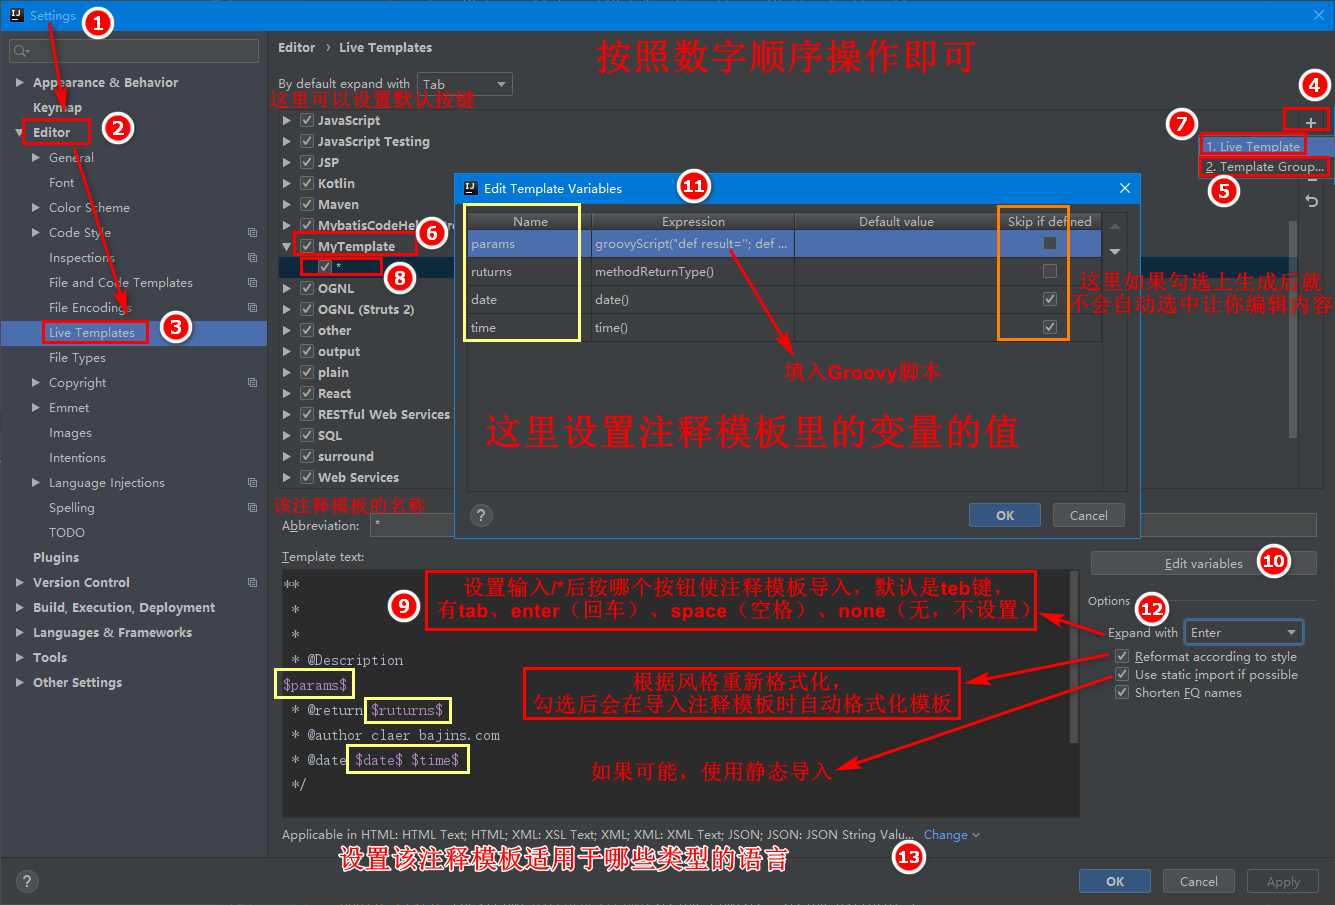 Settings
1
Editor › Live Templates
按照数字顺序操作即可
By default expand with Tab
这里可以设置默认按键
4
7
+
1. Live Template
2. Template Group...
5
Appearance & Behavior
Keymap
Editor
2
General
Font
Color Scheme
Code Style
Inspections
File and Code Templates
File Encodings
Live Templates
3
File Types
Copyright
Emmet
Images
Intentions
Language Injections
Spelling
TODO
Plugins
Version Control
Build, Execution, Deployment
Languages & Frameworks
Tools
Other Settings
JavaScript
JavaScript Testing
JSP
Kotlin
Maven
MyTemplate
6
*
8
OGNL
OGNL (Struts 2)
other
output
plain
React
RESTful Web Services
SQL
surround
Web Services
Edit Template Variables
11
Name Expression Default value Skip if defined
params groovyScript("def result=''; def ...
ruturns methodReturnType()
date date()
time time()
这里如果勾选上生成后就
不会自动选中让你编辑内容
填入Groovy脚本
这里设置注释模板里的变量的值
? OK Cancel
该注释模板的名称
Abbreviation: *
Template text:
Edit variables
10
**
*
*
* @Description
$params$
* @return $ruturns$
* @author claer bajins.com
* @date $date$ $time$
*/
9
设置输入/*后按哪个按钮使注释模板导入，默认是teb键，
有tab、enter（回车）、space（空格）、none（无，不设置）
根据风格重新格式化，
勾选后会在导入注释模板时自动格式化模板
如果可能，使用静态导入
Options
12
Expand with Enter
Reformat according to style
Use static import if possible
Shorten FQ names
Applicable in HTML: HTML Text; HTML; XML: XSL Text; XML; XML: XML Text; JSON; JSON: JSON String Valu... Change
设置该注释模板适用于哪些类型的语言
13
? OK Cancel Apply